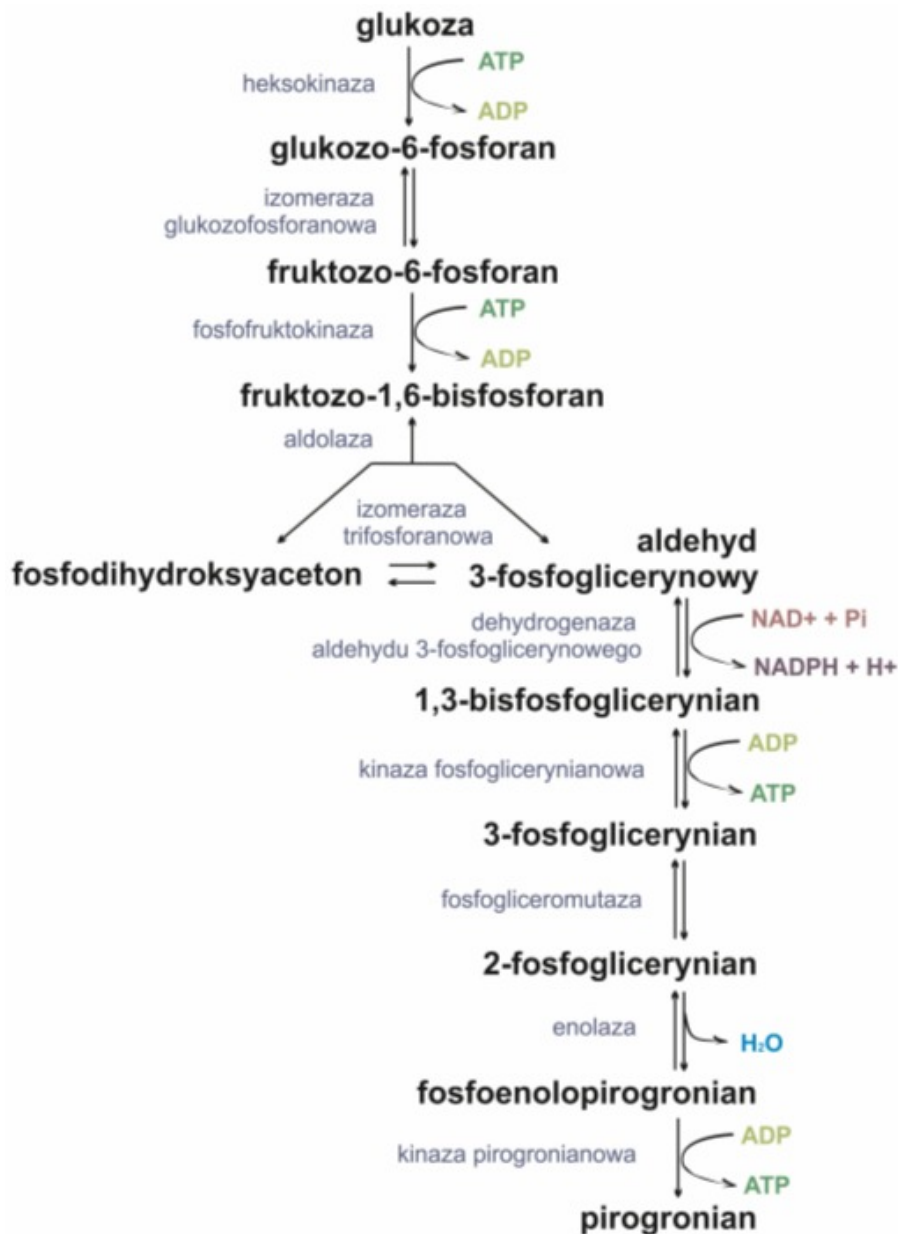 glukoza
ATP
heksokinaza
ADP
glukozo-6-fosforan
izomeraza
glukozofosforanowa
fruktozo-6-fosforan
ATP
fosfofruktokinaza
ADP
fruktozo-1,6-bisfosforan
aldolaza
izomeraza
trifosforanowa
fosfodihydroksyaceton
aldehyd
3-fosfoglicerynowy
dehydrogenaza
aldehydu 3-fosfoglicerynowego
NAD+ + Pi
NADPH + H+
1,3-bisfosfoglicerynian
ADP
kinaza fosfoglicerynianowa
ATP
3-fosfoglicerynian
fosfogliceromutaza
2-fosfoglicerynian
enolaza
H₂O
fosfoenolopirogronian
ADP
kinaza pirogronianowa
ATP
pirogronian